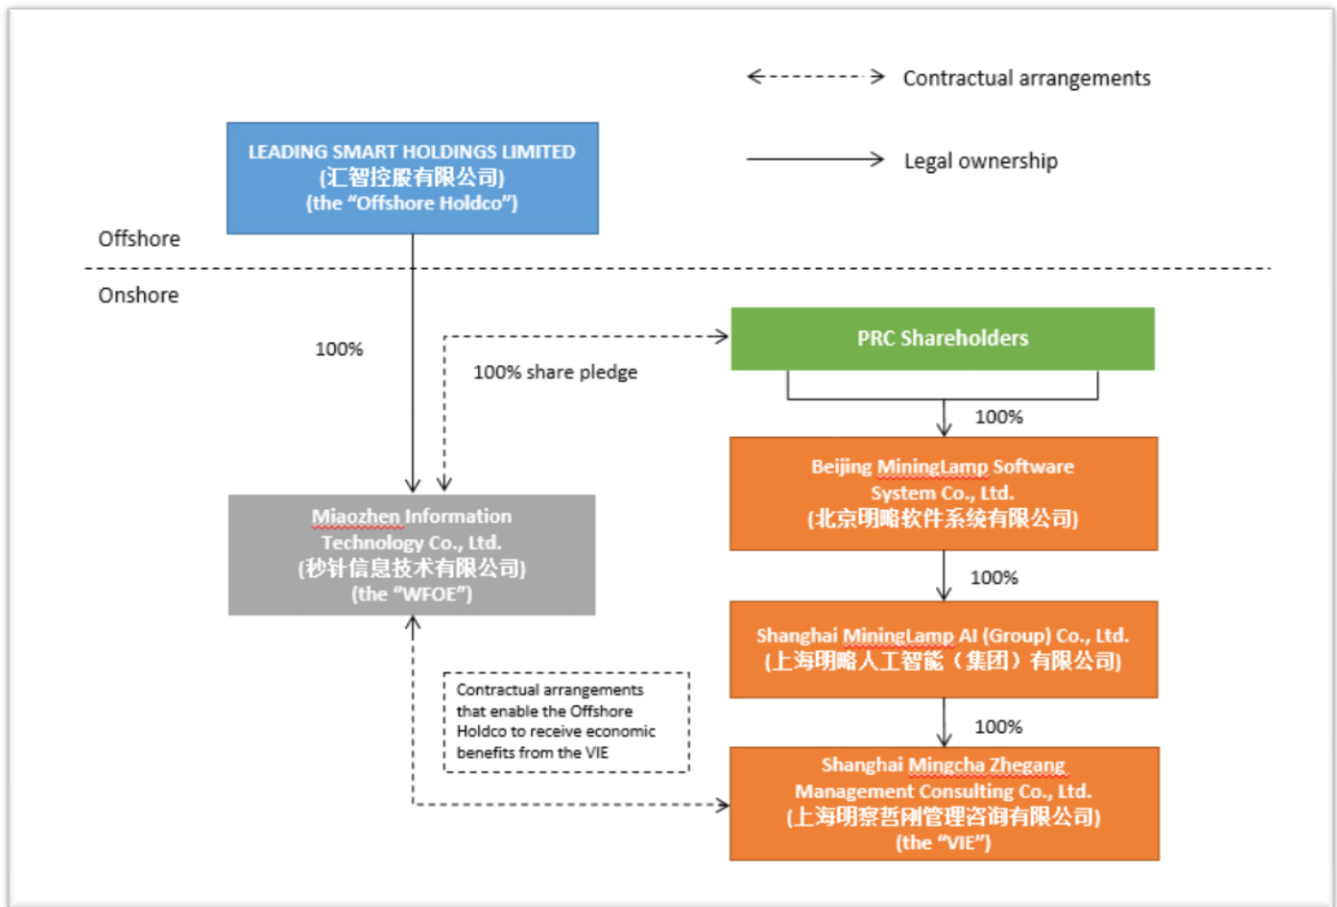 Contractual arrangements
Legal ownership
LEADING SMART HOLDINGS LIMITED
(汇智控股有限公司)
(the “Offshore Holdco”)
Offshore
Onshore
100%
100% share pledge
PRC Shareholders
100%
Beijing MiningLamp Software
System Co., Ltd.
(北京明略软件系统有限公司)
100%
Miaozhen Information
Technology Co., Ltd.
(秒针信息技术有限公司)
(the “WFOE”)
Shanghai MiningLamp AI (Group) Co., Ltd.
(上海明略人工智能（集团）有限公司)
100%
Contractual arrangements
that enable the Offshore
Holdco to receive economic
benefits from the VIE
Shanghai Mingcha Zhegang
Management Consulting Co., Ltd.
(上海明察哲刚管理咨询有限公司)
(the “VIE”)